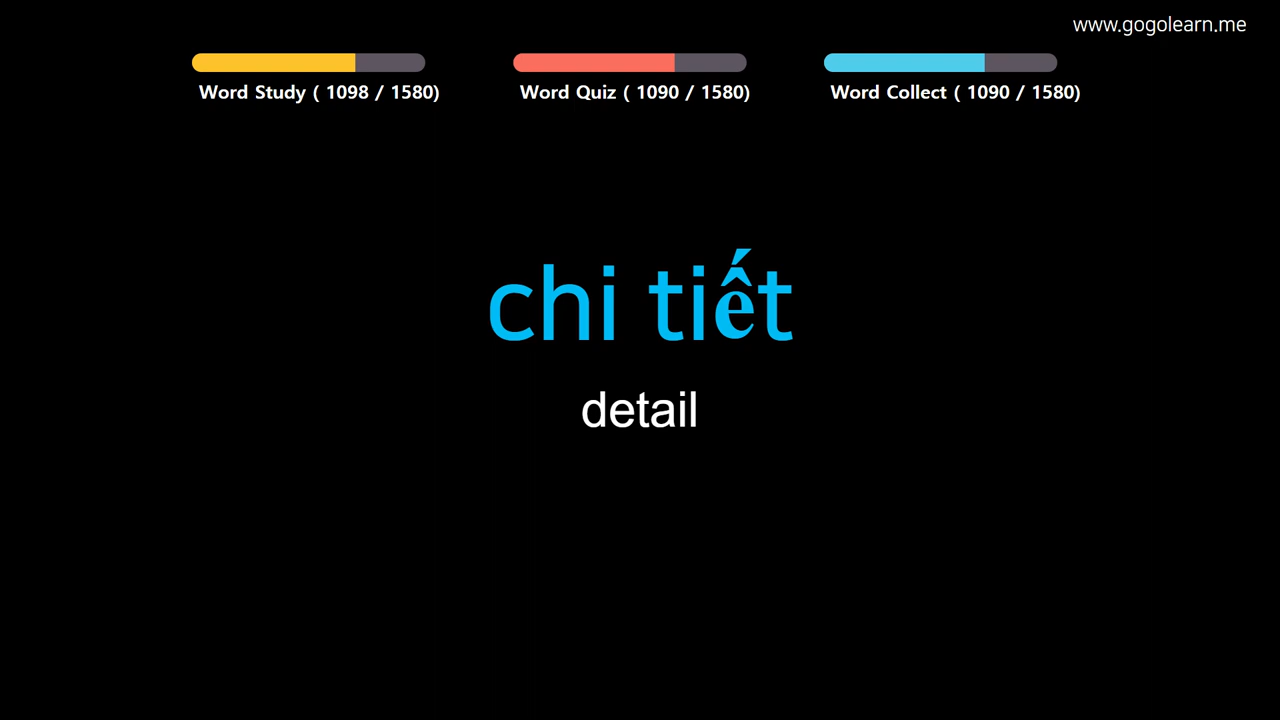 www.gogolearn.me
Word Study ( 1098 / 1580)
Word Quiz ( 1090 / 1580)
Word Collect ( 1090 / 1580)
chi tiết
detail